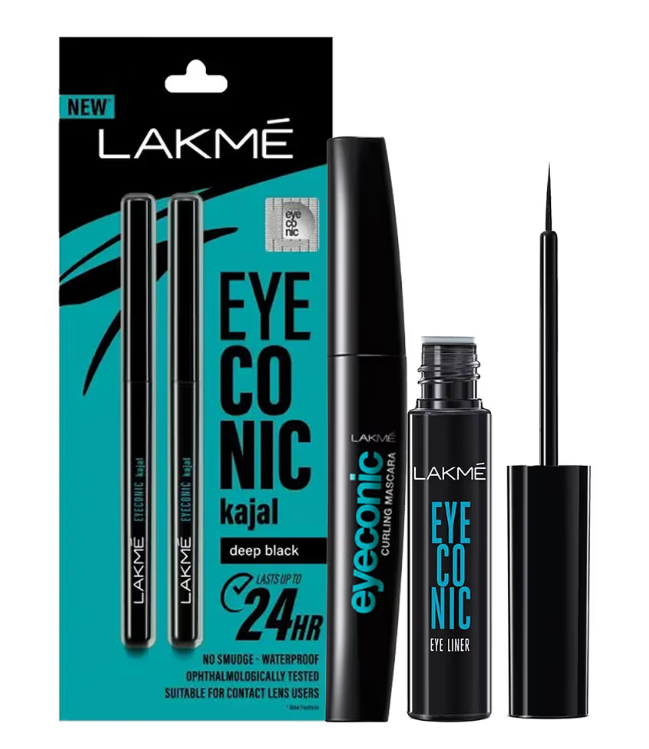 NEW
LAKMÉ
eye
co
nic
EYE
CO
NIC
kajal
deep black
LASTS UP TO
24HR
NO SMUDGE - WATERPROOF
OPHTHALMOLOGICALLY TESTED
SUITABLE FOR CONTACT LENS USERS
LAKMÉ EYECONIC kajal
LAKMÉ EYECONIC kajal
LAKMÉ
eyeconic
CURLING MASCARA
LAKMÉ
EYE
CO
NIC
EYE LINER